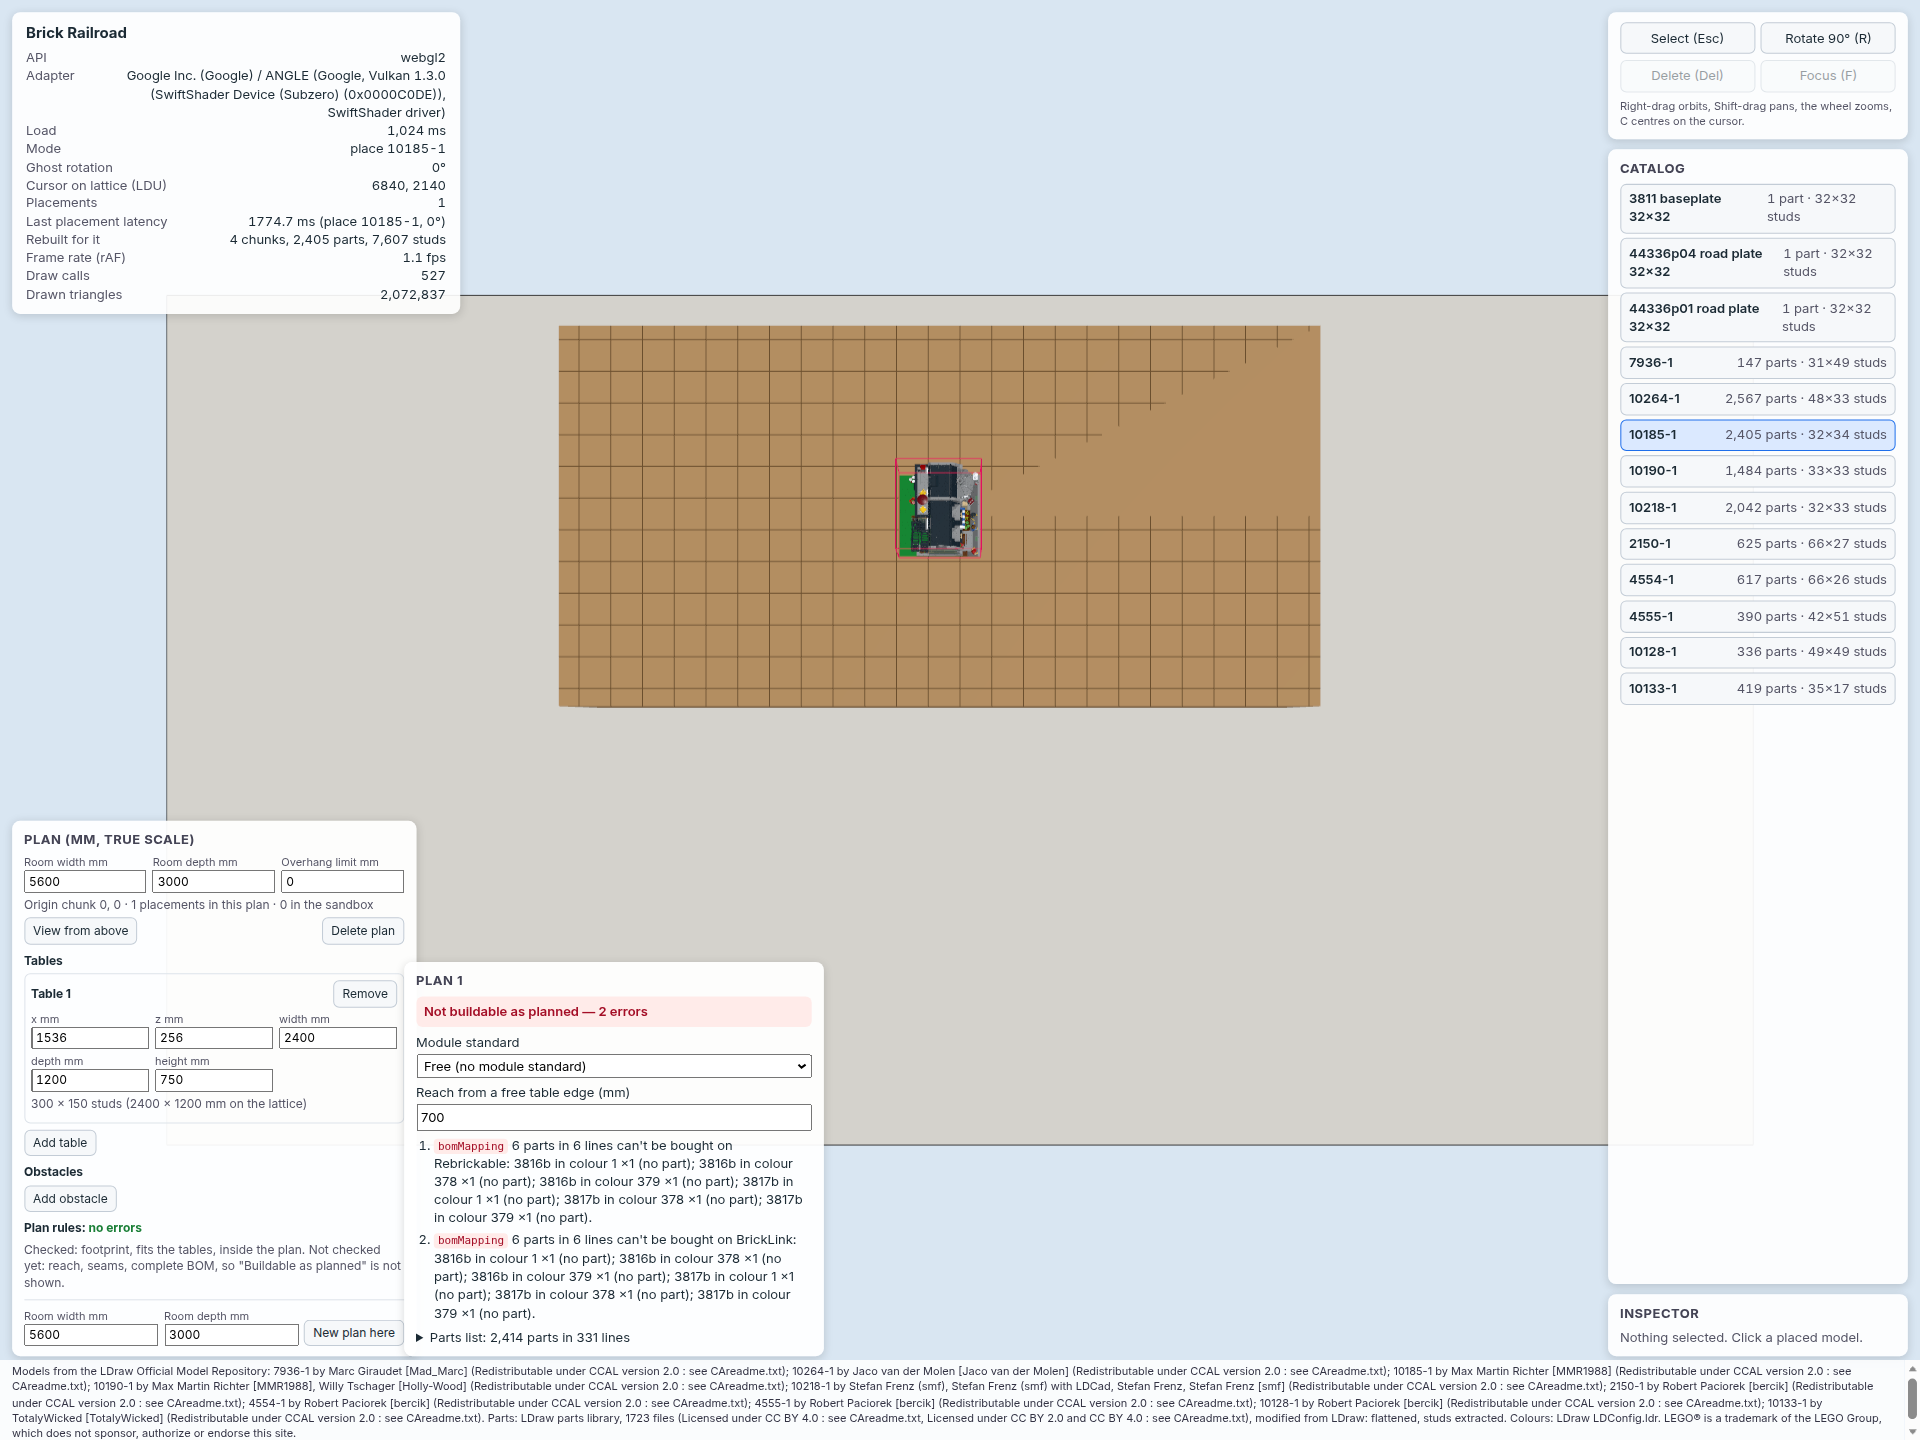 Brick Railroad
API webgl2
Adapter Google Inc. (Google) / ANGLE (Google, Vulkan 1.3.0
(SwiftShader Device (Subzero) (0x0000C0DE)),
SwiftShader driver)
Load 1,024 ms
Mode place 10185-1
Ghost rotation 0°
Cursor on lattice (LDU) 6840, 2140
Placements 1
Last placement latency 1774.7 ms (place 10185-1, 0°)
Rebuilt for it 4 chunks, 2,405 parts, 7,607 studs
Frame rate (rAF) 1.1 fps
Draw calls 527
Drawn triangles 2,072,837
Select (Esc) Rotate 90° (R)
Delete (Del) Focus (F)
Right-drag orbits, Shift-drag pans, the wheel zooms,
C centres on the cursor.
CATALOG
3811 baseplate 1 part · 32×32
32×32 studs
44336p04 road plate 1 part · 32×32
32×32 studs
44336p01 road plate 1 part · 32×32
32×32 studs
7936-1 147 parts · 31×49 studs
10264-1 2,567 parts · 48×33 studs
10185-1 2,405 parts · 32×34 studs
10190-1 1,484 parts · 33×33 studs
10218-1 2,042 parts · 32×33 studs
2150-1 625 parts · 66×27 studs
4554-1 617 parts · 66×26 studs
4555-1 390 parts · 42×51 studs
10128-1 336 parts · 49×49 studs
10133-1 419 parts · 35×17 studs
PLAN (MM, TRUE SCALE)
Room width mm Room depth mm Overhang limit mm
5600 3000 0
Origin chunk 0, 0 · 1 placements in this plan · 0 in the sandbox
View from above Delete plan
Tables
Table 1 Remove
x mm z mm width mm
1536 256 2400
depth mm height mm
1200 750
300 × 150 studs (2400 × 1200 mm on the lattice)
Add table
Obstacles
Add obstacle
Plan rules: no errors
Checked: footprint, fits the tables, inside the plan. Not checked
yet: reach, seams, complete BOM, so "Buildable as planned" is not
shown.
Room width mm Room depth mm
5600 3000 New plan here
PLAN 1
Not buildable as planned — 2 errors
Module standard
Free (no module standard)
Reach from a free table edge (mm)
700
1. bomMapping 6 parts in 6 lines can't be bought on
Rebrickable: 3816b in colour 1 ×1 (no part); 3816b in colour
378 ×1 (no part); 3816b in colour 379 ×1 (no part); 3817b in
colour 1 ×1 (no part); 3817b in colour 378 ×1 (no part); 3817b
in colour 379 ×1 (no part).
2. bomMapping 6 parts in 6 lines can't be bought on BrickLink:
3816b in colour 1 ×1 (no part); 3816b in colour 378 ×1 (no
part); 3816b in colour 379 ×1 (no part); 3817b in colour 1 ×1
(no part); 3817b in colour 378 ×1 (no part); 3817b in colour
379 ×1 (no part).
Parts list: 2,414 parts in 331 lines
INSPECTOR
Nothing selected. Click a placed model.
Models from the LDraw Official Model Repository: 7936-1 by Marc Giraudet [Mad_Marc] (Redistributable under CCAL version 2.0 : see CAreadme.txt); 10264-1 by Jaco van der Molen [Jaco van der Molen] (Redistributable under CCAL version 2.0 : see CAreadme.txt); 10185-1 by Max Martin Richter [MMR1988] (Redistributable under CCAL version 2.0 : see
CAreadme.txt); 10190-1 by Max Martin Richter [MMR1988], Willy Tschager [Holly-Wood] (Redistributable under CCAL version 2.0 : see CAreadme.txt); 10218-1 by Stefan Frenz (smf), Stefan Frenz (smf) with LDCad, Stefan Frenz, Stefan Frenz [smf] (Redistributable under CCAL version 2.0 : see CAreadme.txt); 2150-1 by Robert Paciorek [bercik] (Redistributable
under CCAL version 2.0 : see CAreadme.txt); 4554-1 by Robert Paciorek [bercik] (Redistributable under CCAL version 2.0 : see CAreadme.txt); 4555-1 by Robert Paciorek [bercik] (Redistributable under CCAL version 2.0 : see CAreadme.txt); 10128-1 by Robert Paciorek [bercik] (Redistributable under CCAL version 2.0 : see CAreadme.txt); 10133-1 by
TotalyWicked [TotalyWicked] (Redistributable under CCAL version 2.0 : see CAreadme.txt). Parts: LDraw parts library, 1723 files (Licensed under CC BY 4.0 : see CAreadme.txt, Licensed under CC BY 2.0 and CC BY 4.0 : see CAreadme.txt), modified from LDraw: flattened, studs extracted. Colours: LDraw LDConfig.ldr. LEGO® is a trademark of the LEGO Group,
which does not sponsor, authorize or endorse this site.